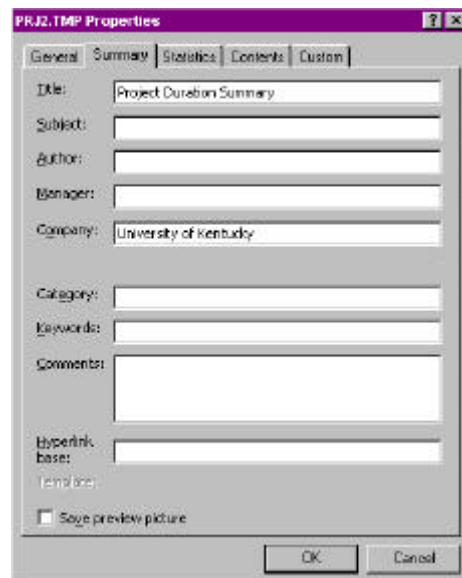 PRJ2.TMP Properties
General Summary Statistics Contents Custom
Title: Project Duration Summary
Subject:
Author:
Manager:
Company: University of Kentucky
Category:
Keywords:
Comments:
Hyperlink
base:
Template:
Save preview picture
OK Cancel